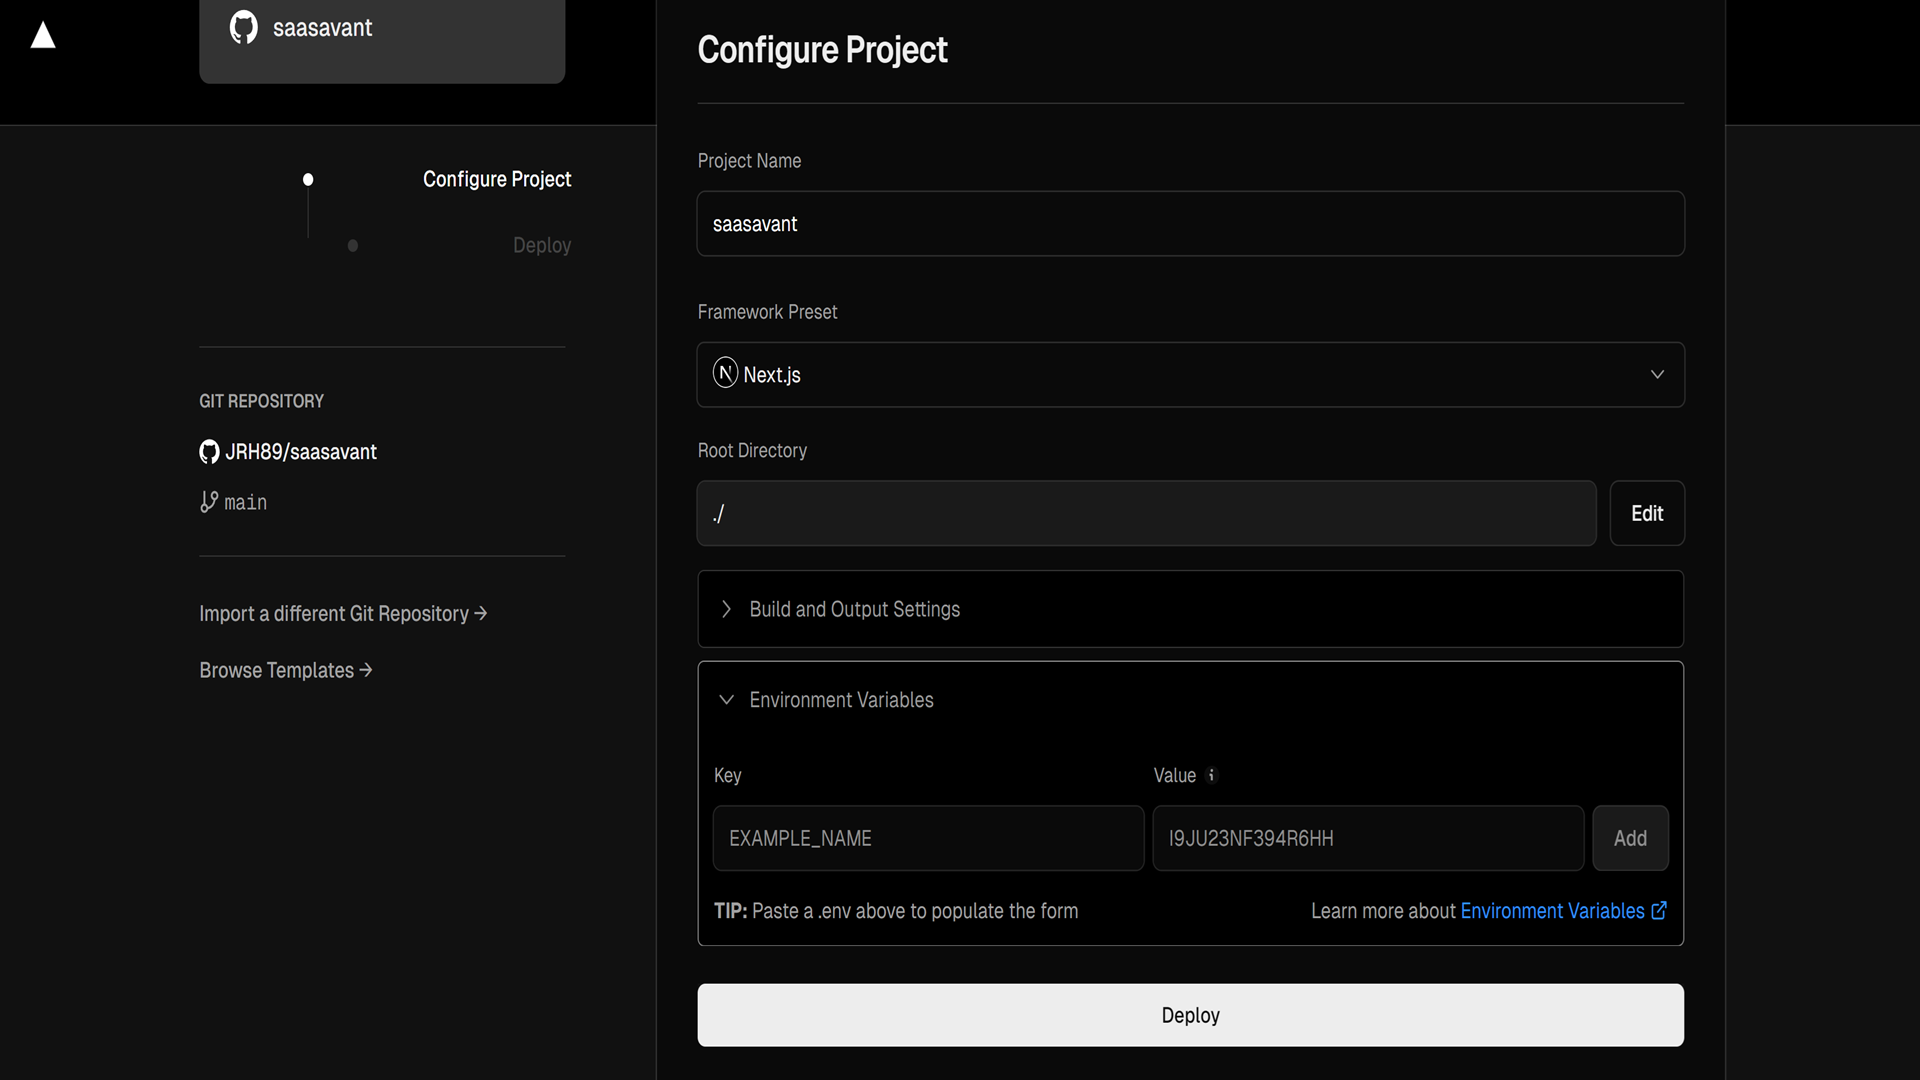 saasavant
Configure Project
Deploy
GIT REPOSITORY
JRH89/saasavant
main
Import a different Git Repository →
Browse Templates →
Configure Project
Project Name
saasavant
Framework Preset
N Next.js
Root Directory
./
Edit
Build and Output Settings
Environment Variables
Key
Value i
EXAMPLE_NAME
I9JU23NF394R6HH
Add
TIP: Paste a .env above to populate the form
Learn more about Environment Variables
Deploy